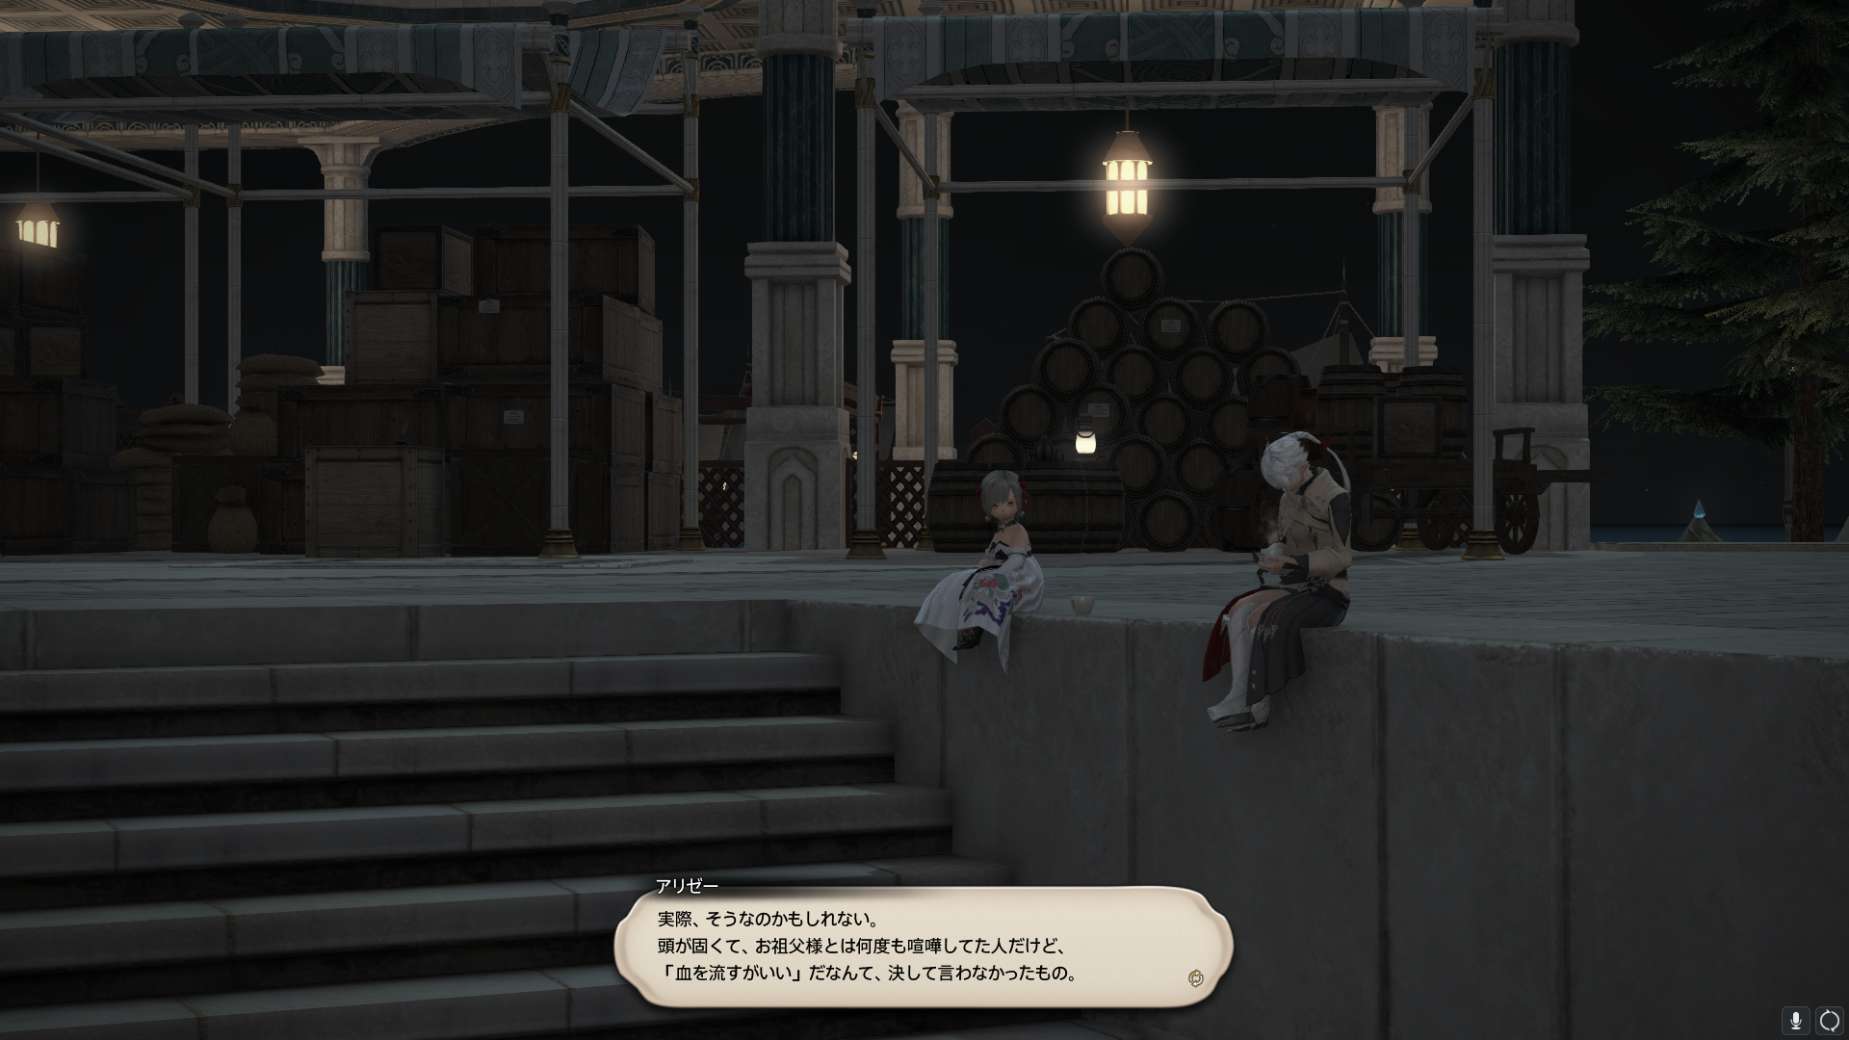 アリゼー
実際、そうなのかもしれない。
頭が固くて、お祖父様とは何度も喧嘩してた人だけど、
「血を流すがいい」だなんて、決して言わなかったもの。